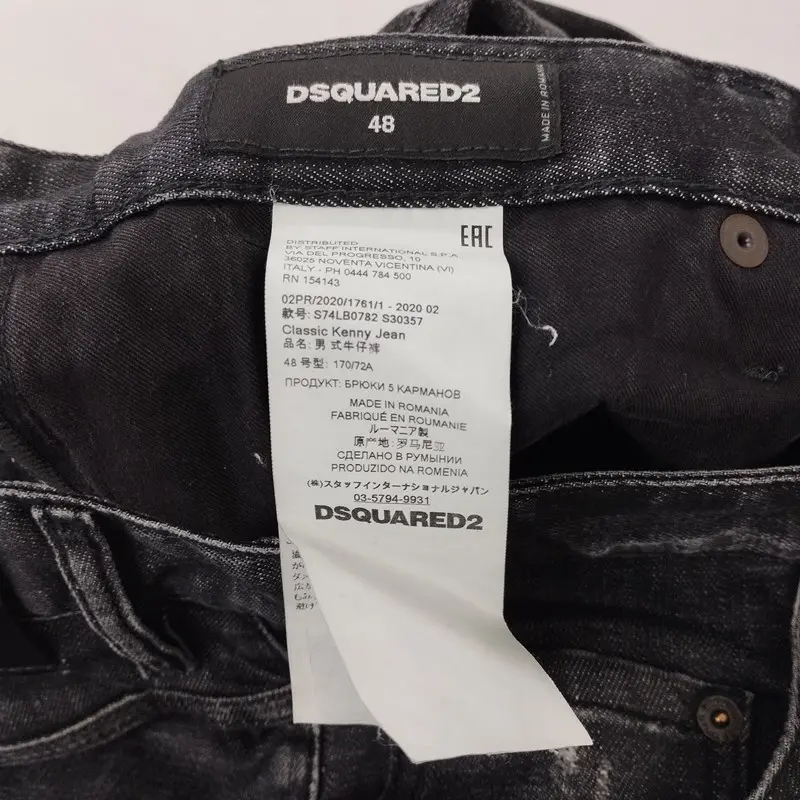 DSQUARED2
48
MADE IN ROMANIA
EAC
DISTRIBUTED
BY STAFF INTERNATIONAL S.P.A.
VIA DEL PROGRESSO, 10
36025 NOVENTA VICENTINA (VI)
ITALY - PH 0444 784 500
RN 154143
02PR/2020/1761/1 - 2020 02
款号: S74LB0782 S30357
Classic Kenny Jean
品名: 男式牛仔裤
48 号型: 170/72A
ПРОДУКТ: БРЮКИ 5 КАРМАНОВ
MADE IN ROMANIA
FABRIQUÉ EN ROUMANIE
ルーマニア製
原产地: 罗马尼亚
СДЕЛАНО В РУМЫНИИ
PRODUZIDO NA ROMENIA
(株)スタッフインターナショナルジャパン
03-5794-9931
DSQUARED2